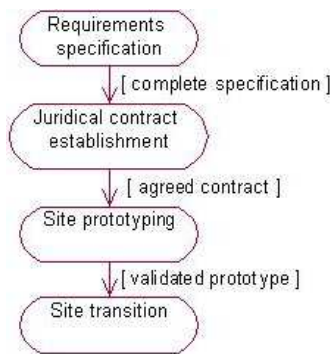 Requirements
specification
[ complete specification ]
Juridical contract
establishment
[ agreed contract ]
Site prototyping
[ validated prototype ]
Site transition